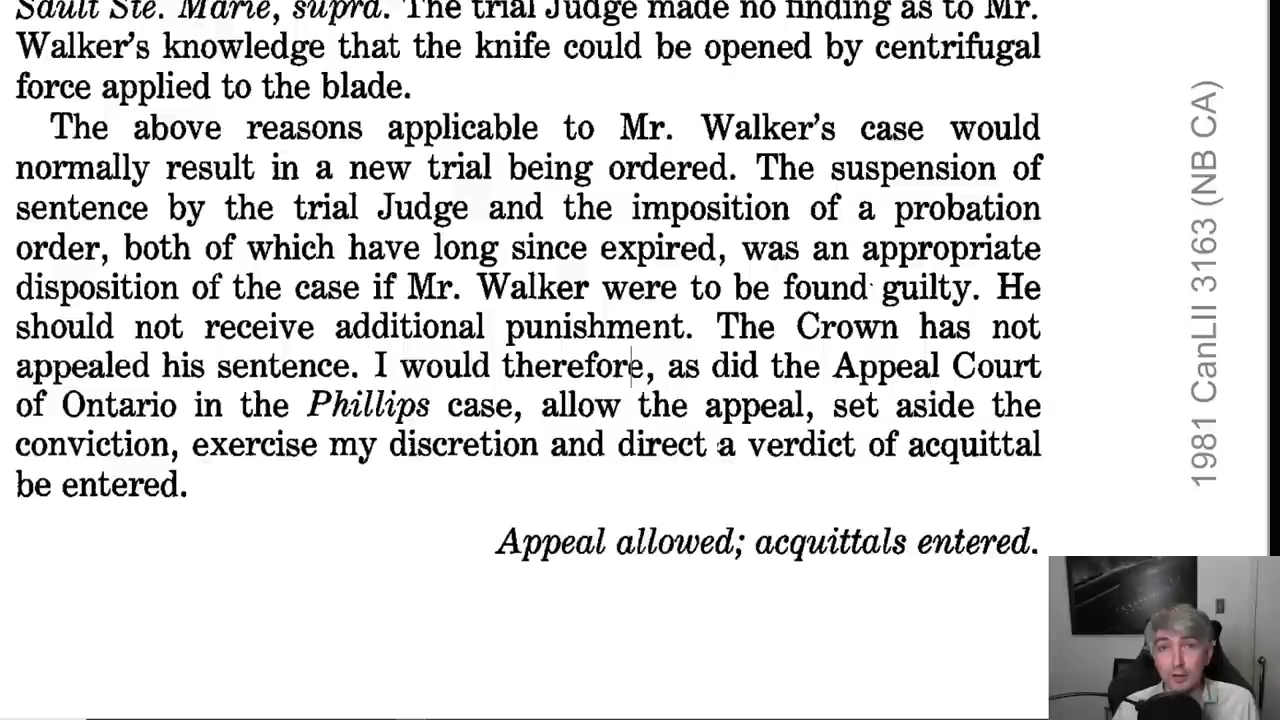 Sault Ste. Marie, supra. The trial Judge made no finding as to Mr.
Walker's knowledge that the knife could be opened by centrifugal
force applied to the blade.
The above reasons applicable to Mr. Walker's case would
normally result in a new trial being ordered. The suspension of
sentence by the trial Judge and the imposition of a probation
order, both of which have long since expired, was an appropriate
disposition of the case if Mr. Walker were to be found guilty. He
should not receive additional punishment. The Crown has not
appealed his sentence. I would therefore, as did the Appeal Court
of Ontario in the Phillips case, allow the appeal, set aside the
conviction, exercise my discretion and direct a verdict of acquittal
be entered.
Appeal allowed; acquittals entered.
1981 CanLII 3163 (NB CA)